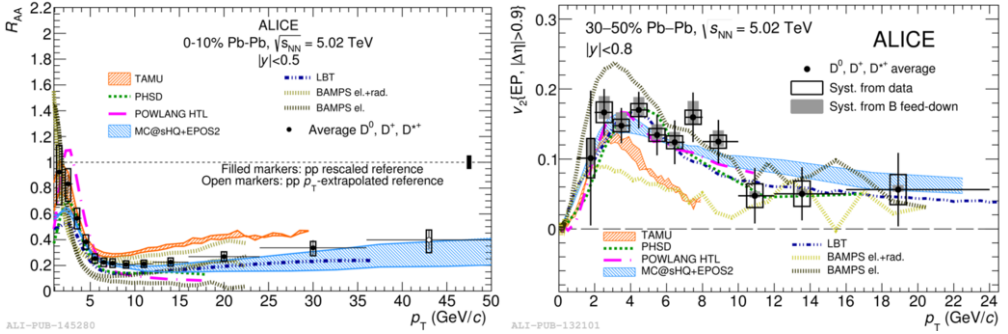 R_AA
2
1.8
1.6
1.4
1.2
1
0.8
0.6
0.4
0.2
0
ALICE
0-10% Pb-Pb, √s_NN = 5.02 TeV
|y|<0.5
TAMU
PHSD
POWLANG HTL
MC@sHQ+EPOS2
LBT
BAMPS el.+rad.
BAMPS el.
Average D⁰, D⁺, D*⁺
Filled markers: pp rescaled reference
Open markers: pp p_T-extrapolated reference
5 10 15 20 25 30 35 40 45 50
p_T (GeV/c)
ALI-PUB-145280
v₂{EP, |Δη|>0.9}
0.3
0.2
0.1
0
30–50% Pb–Pb, √s_NN = 5.02 TeV
|y|<0.8
ALICE
D⁰, D⁺, D*⁺ average
Syst. from data
Syst. from B feed-down
TAMU
PHSD
POWLANG HTL
MC@sHQ+EPOS2
LBT
BAMPS el.+rad.
BAMPS el.
0 2 4 6 8 10 12 14 16 18 20 22 24
p_T (GeV/c)
ALI-PUB-132101